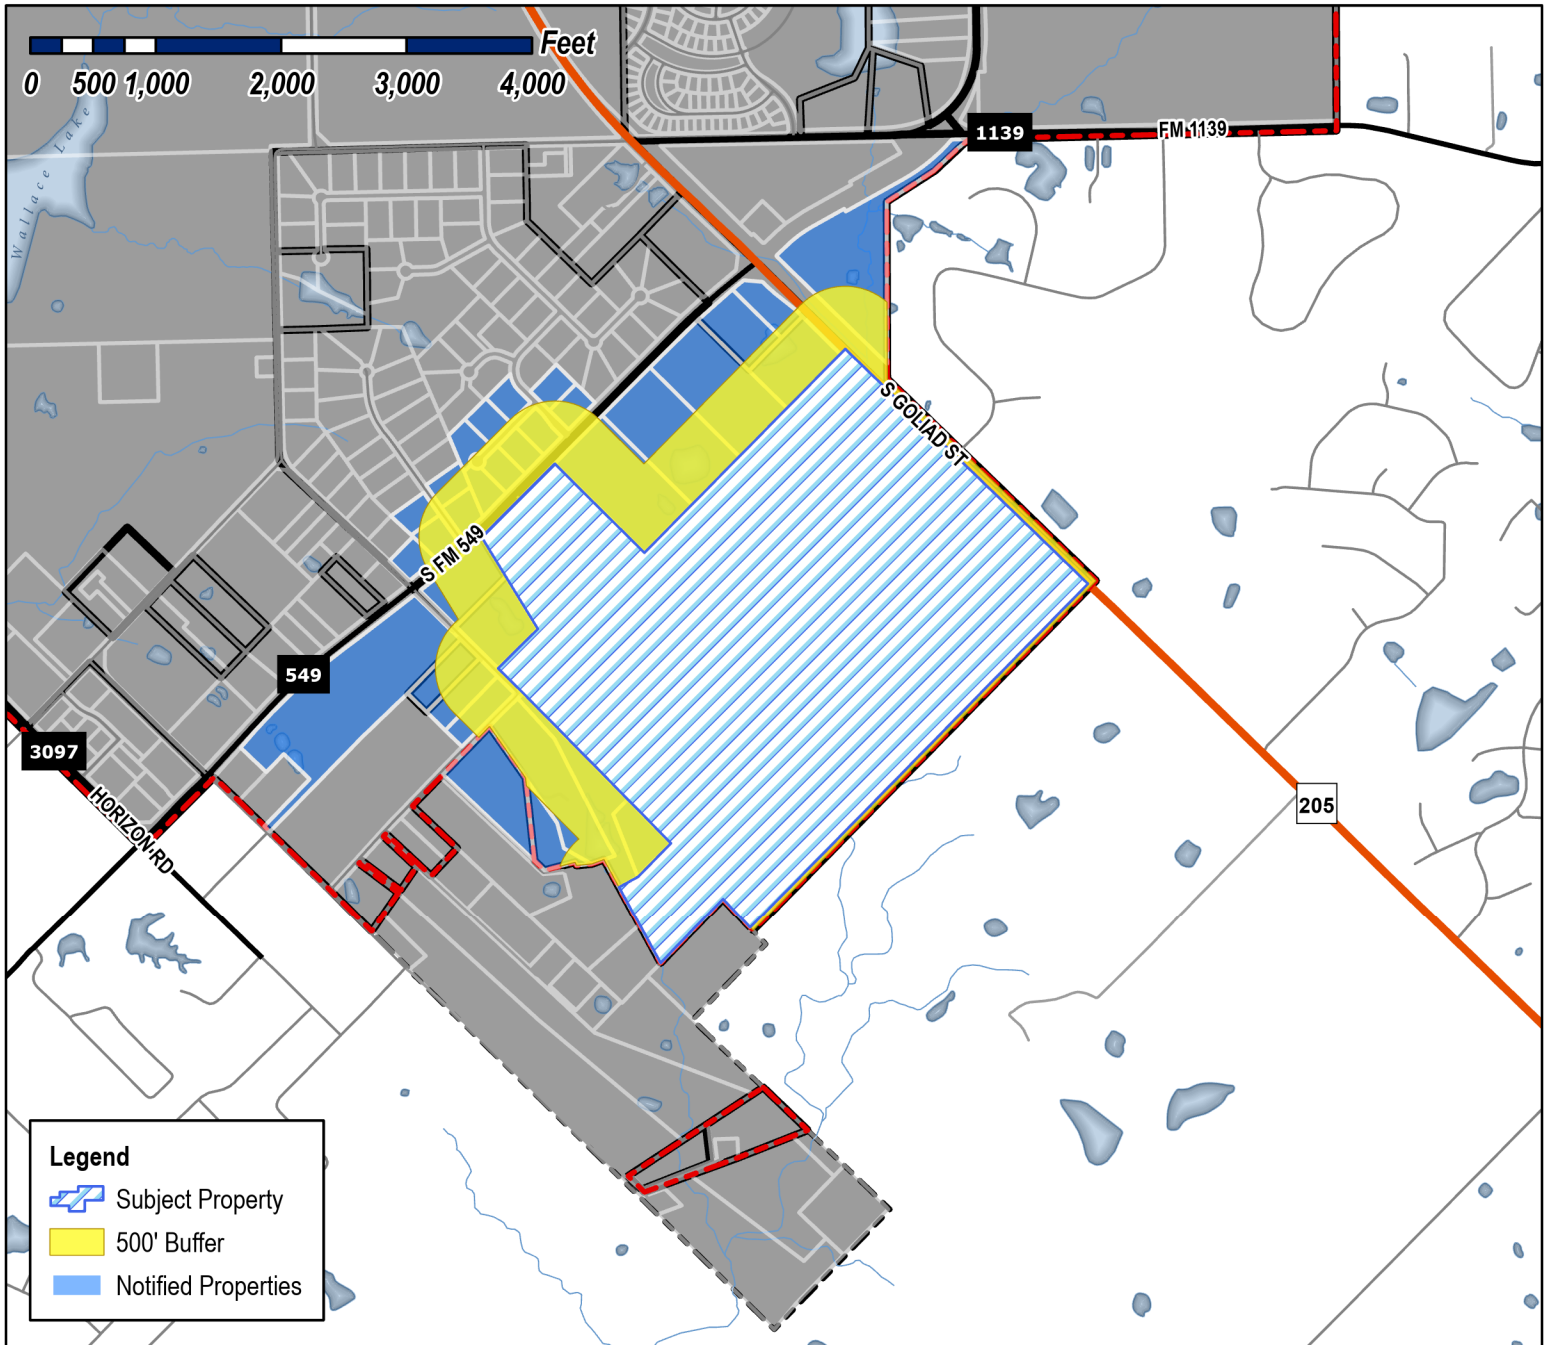 Feet
0 500 1,000 2,000 3,000 4,000
Wallace Lake
1139
FM 1139
S GOLIAD ST
S FM 549
549
3097
HORIZON RD
205
Legend
Subject Property
500' Buffer
Notified Properties